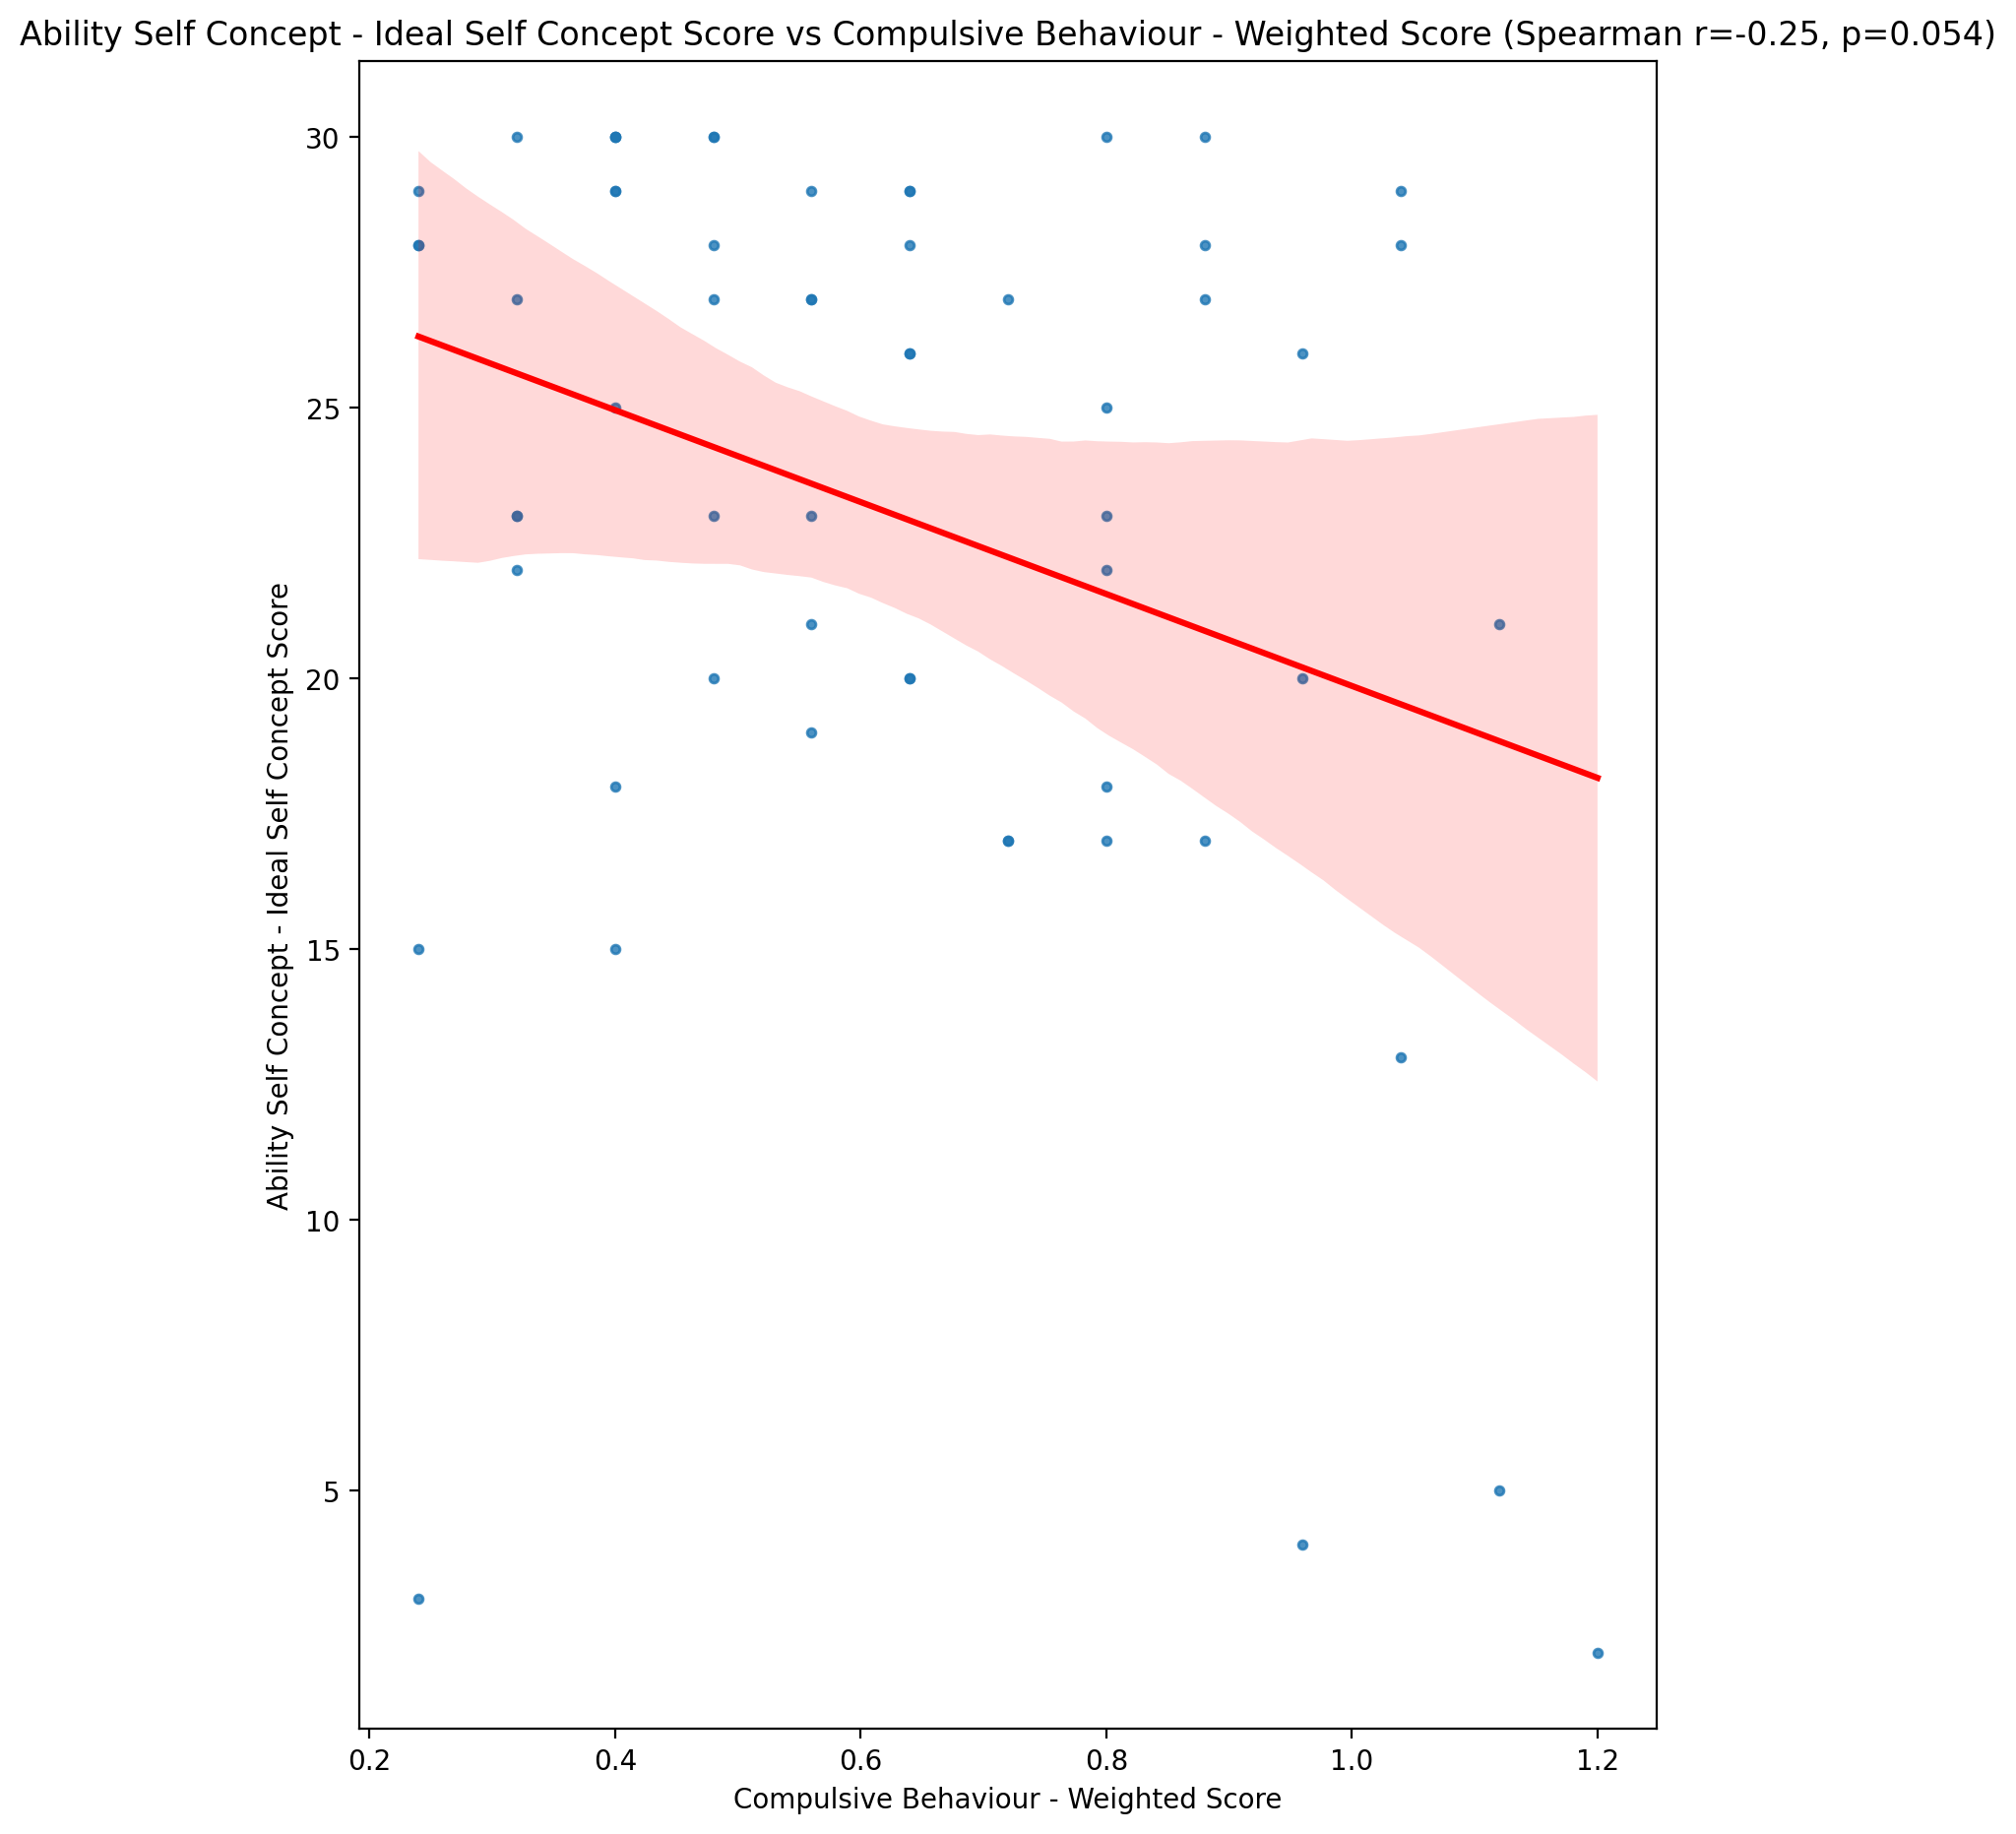 Ability Self Concept - Ideal Self Concept Score vs Compulsive Behaviour - Weighted Score (Spearman r=-0.25, p=0.054)
Ability Self Concept - Ideal Self Concept Score
30
25
20
15
10
5
0.2 0.4 0.6 0.8 1.0 1.2
Compulsive Behaviour - Weighted Score